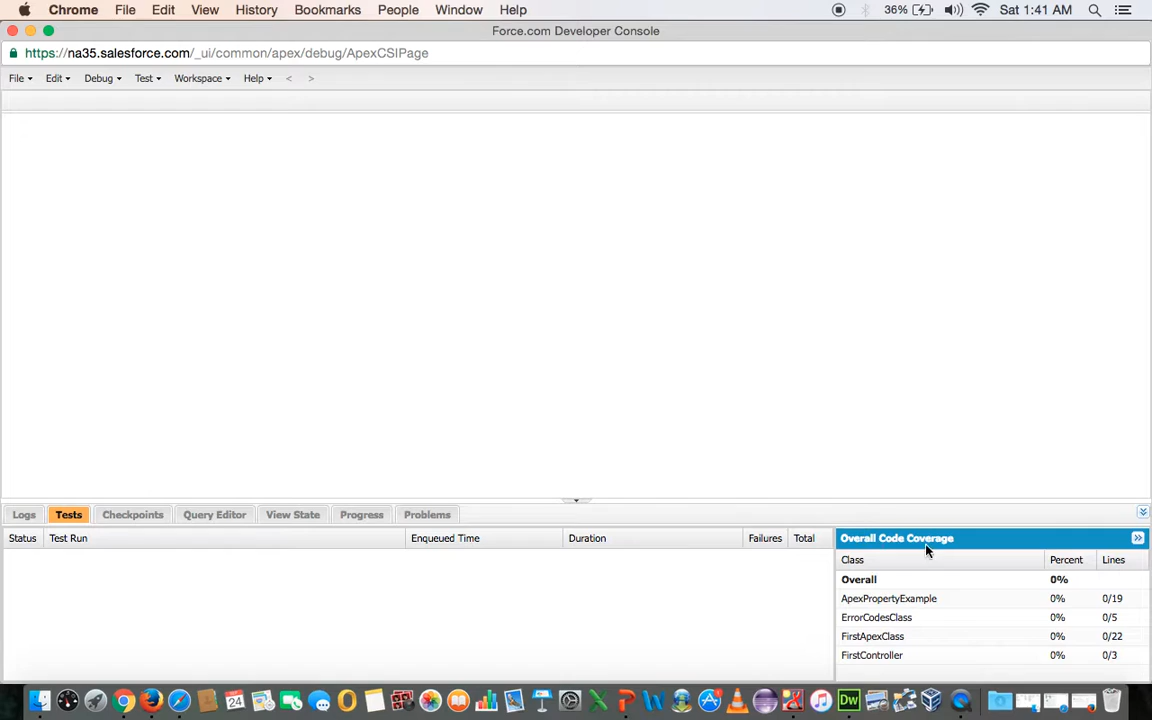 Chrome File Edit View History Bookmarks People Window Help 36% Sat 1:41 AM
Force.com Developer Console
https://na35.salesforce.com/_ui/common/apex/debug/ApexCSIPage
File Edit Debug Test Workspace Help < >
Logs Tests Checkpoints Query Editor View State Progress Problems
Status Test Run Enqueued Time Duration Failures Total Overall Code Coverage
Class Percent Lines
Overall 0%
ApexPropertyExample 0% 0/19
ErrorCodesClass 0% 0/5
FirstApexClass 0% 0/22
FirstController 0% 0/3
24
Dw